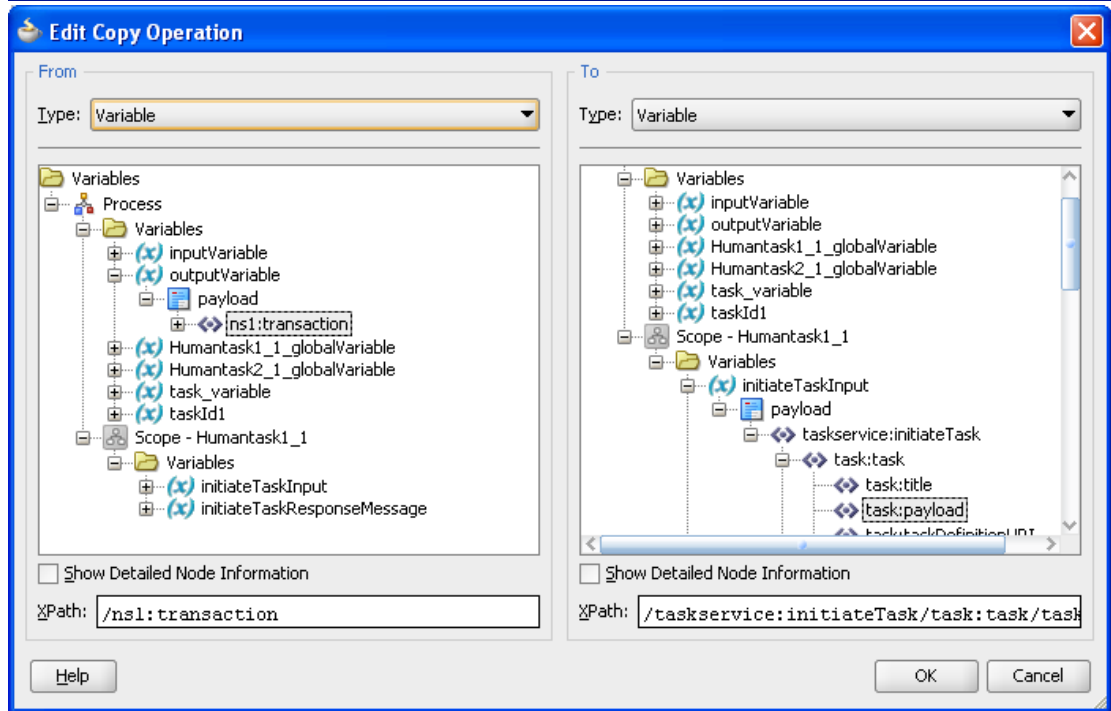 Edit Copy Operation
From
Type: Variable
Variables
Process
Variables
(x) inputVariable
(x) outputVariable
payload
ns1:transaction
(x) Humantask1_1_globalVariable
(x) Humantask2_1_globalVariable
(x) task_variable
(x) taskId1
Scope - Humantask1_1
Variables
(x) initiateTaskInput
(x) initiateTaskResponseMessage
Show Detailed Node Information
XPath: /ns1:transaction
To
Type: Variable
Variables
(x) inputVariable
(x) outputVariable
(x) Humantask1_1_globalVariable
(x) Humantask2_1_globalVariable
(x) task_variable
(x) taskId1
Scope - Humantask1_1
Variables
(x) initiateTaskInput
payload
taskservice:initiateTask
task:task
task:title
task:payload
task:taskDefinitionURI
Show Detailed Node Information
XPath: /taskservice:initiateTask/task:task/task
Help
OK
Cancel